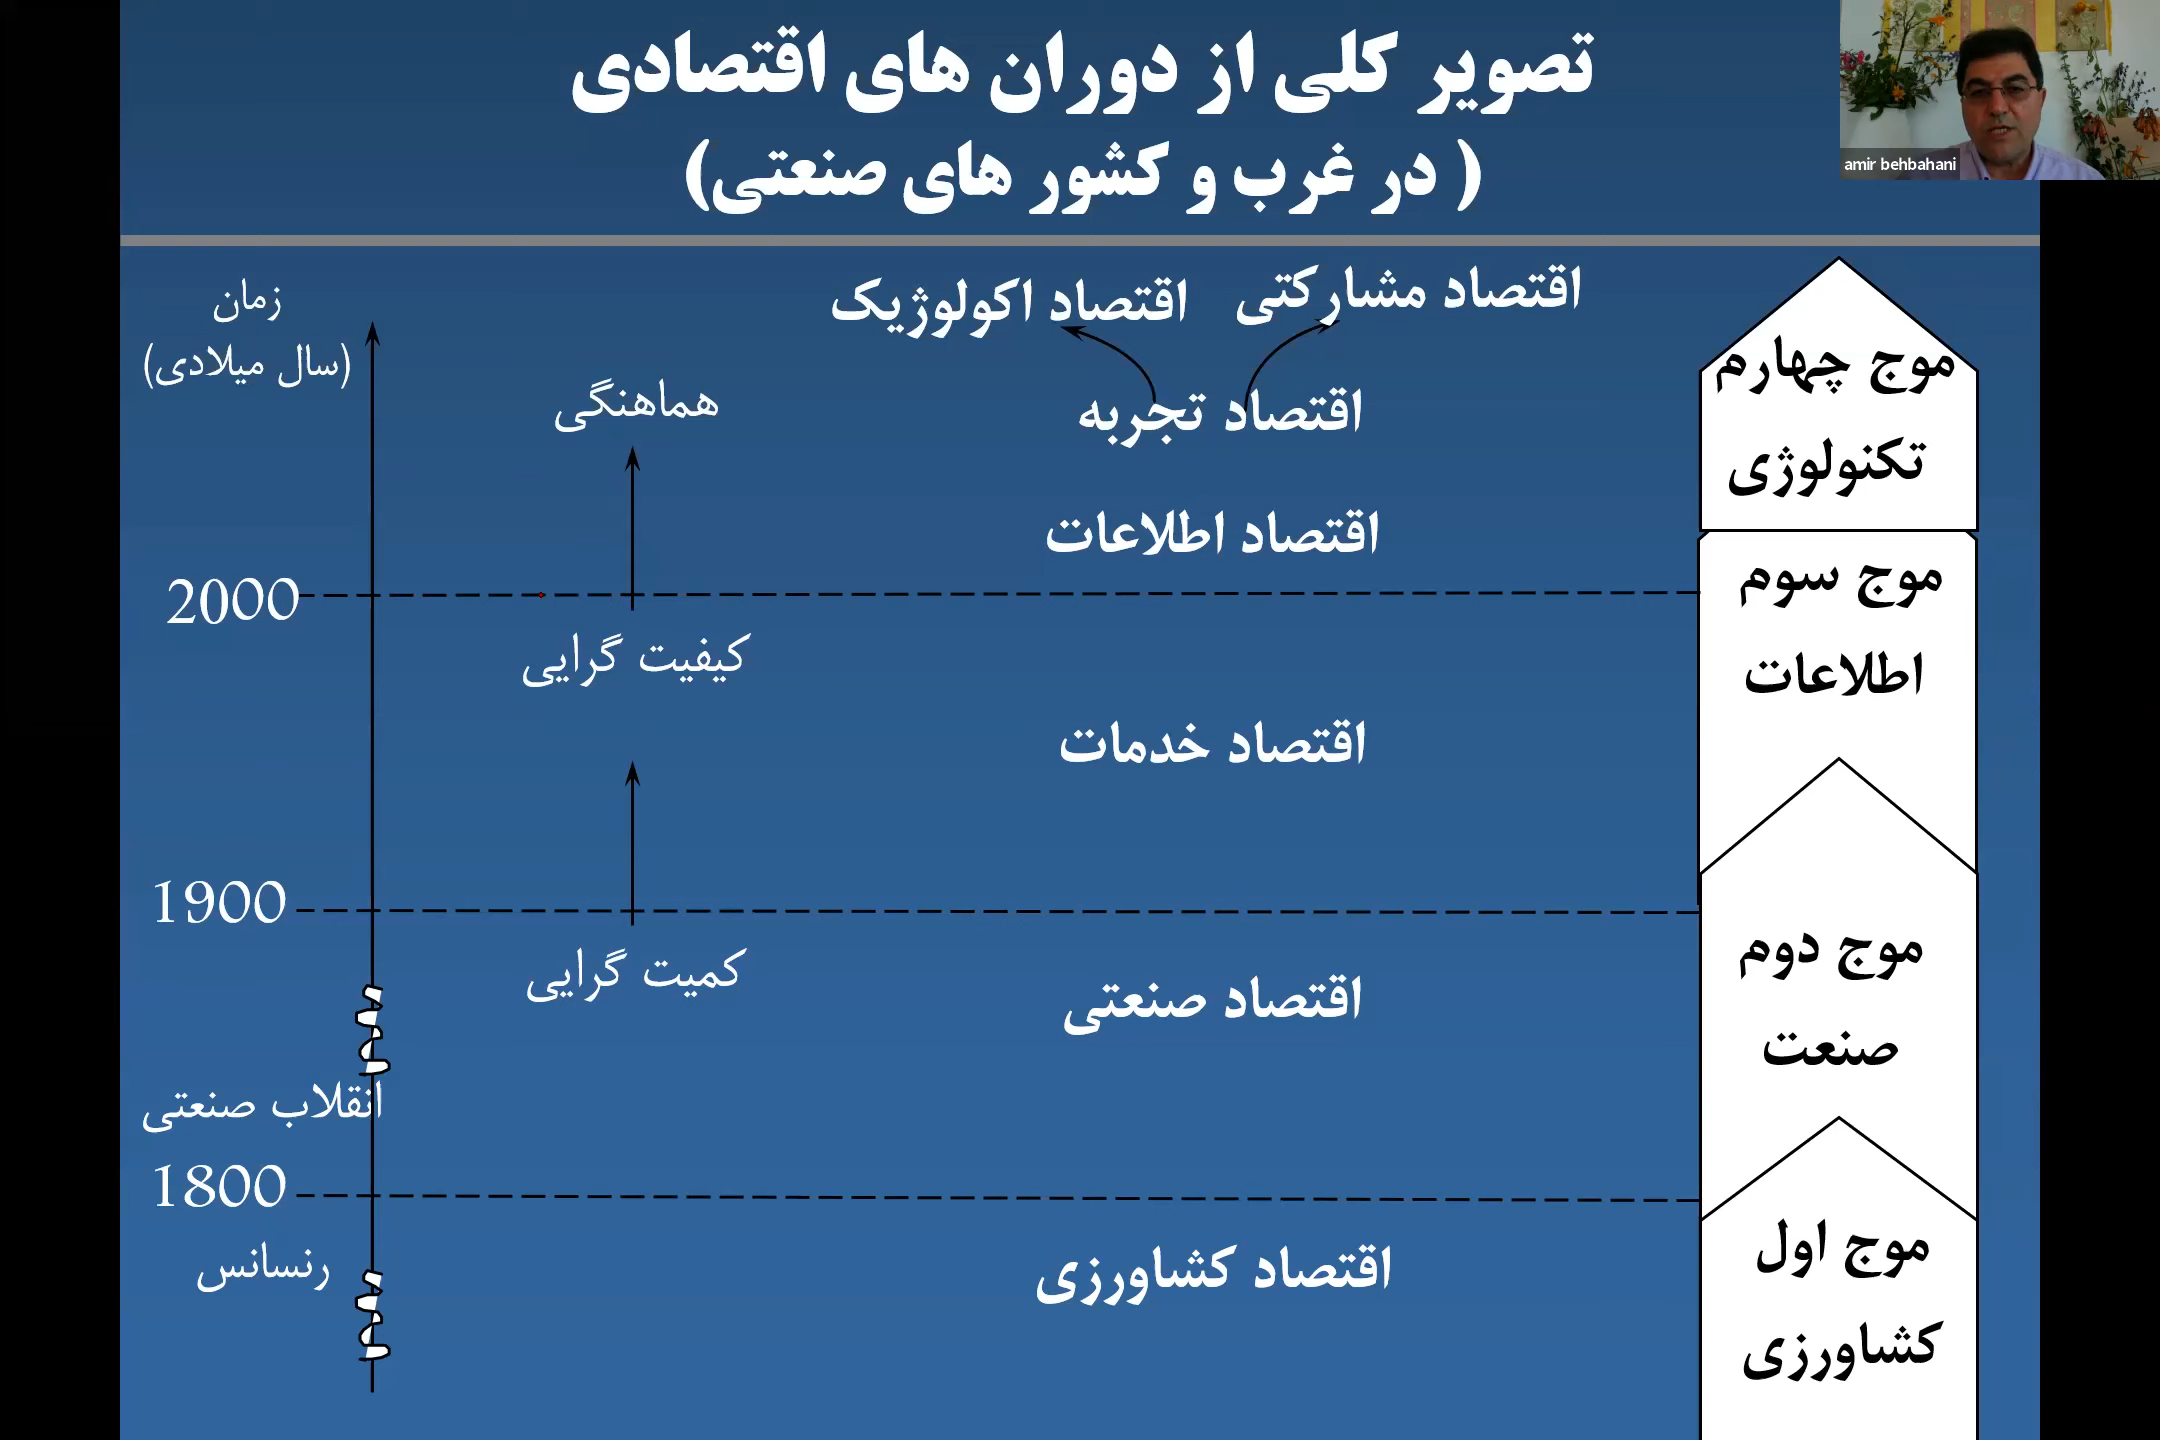 تصویر کلی از دوران های اقتصادی
( در غرب و کشور های صنعتی)
amir behbahani
زمان
(سال میلادی)
اقتصاد مشارکتی
اقتصاد اکولوژیک
موج چهارم
تکنولوژی
هماهنگی
اقتصاد تجربه
اقتصاد اطلاعات
2000
موج سوم
اطلاعات
کیفیت گرایی
اقتصاد خدمات
1900
موج دوم
صنعت
کمیت گرایی
اقتصاد صنعتی
انقلاب صنعتی
1800
موج اول
کشاورزی
رنسانس
اقتصاد کشاورزی